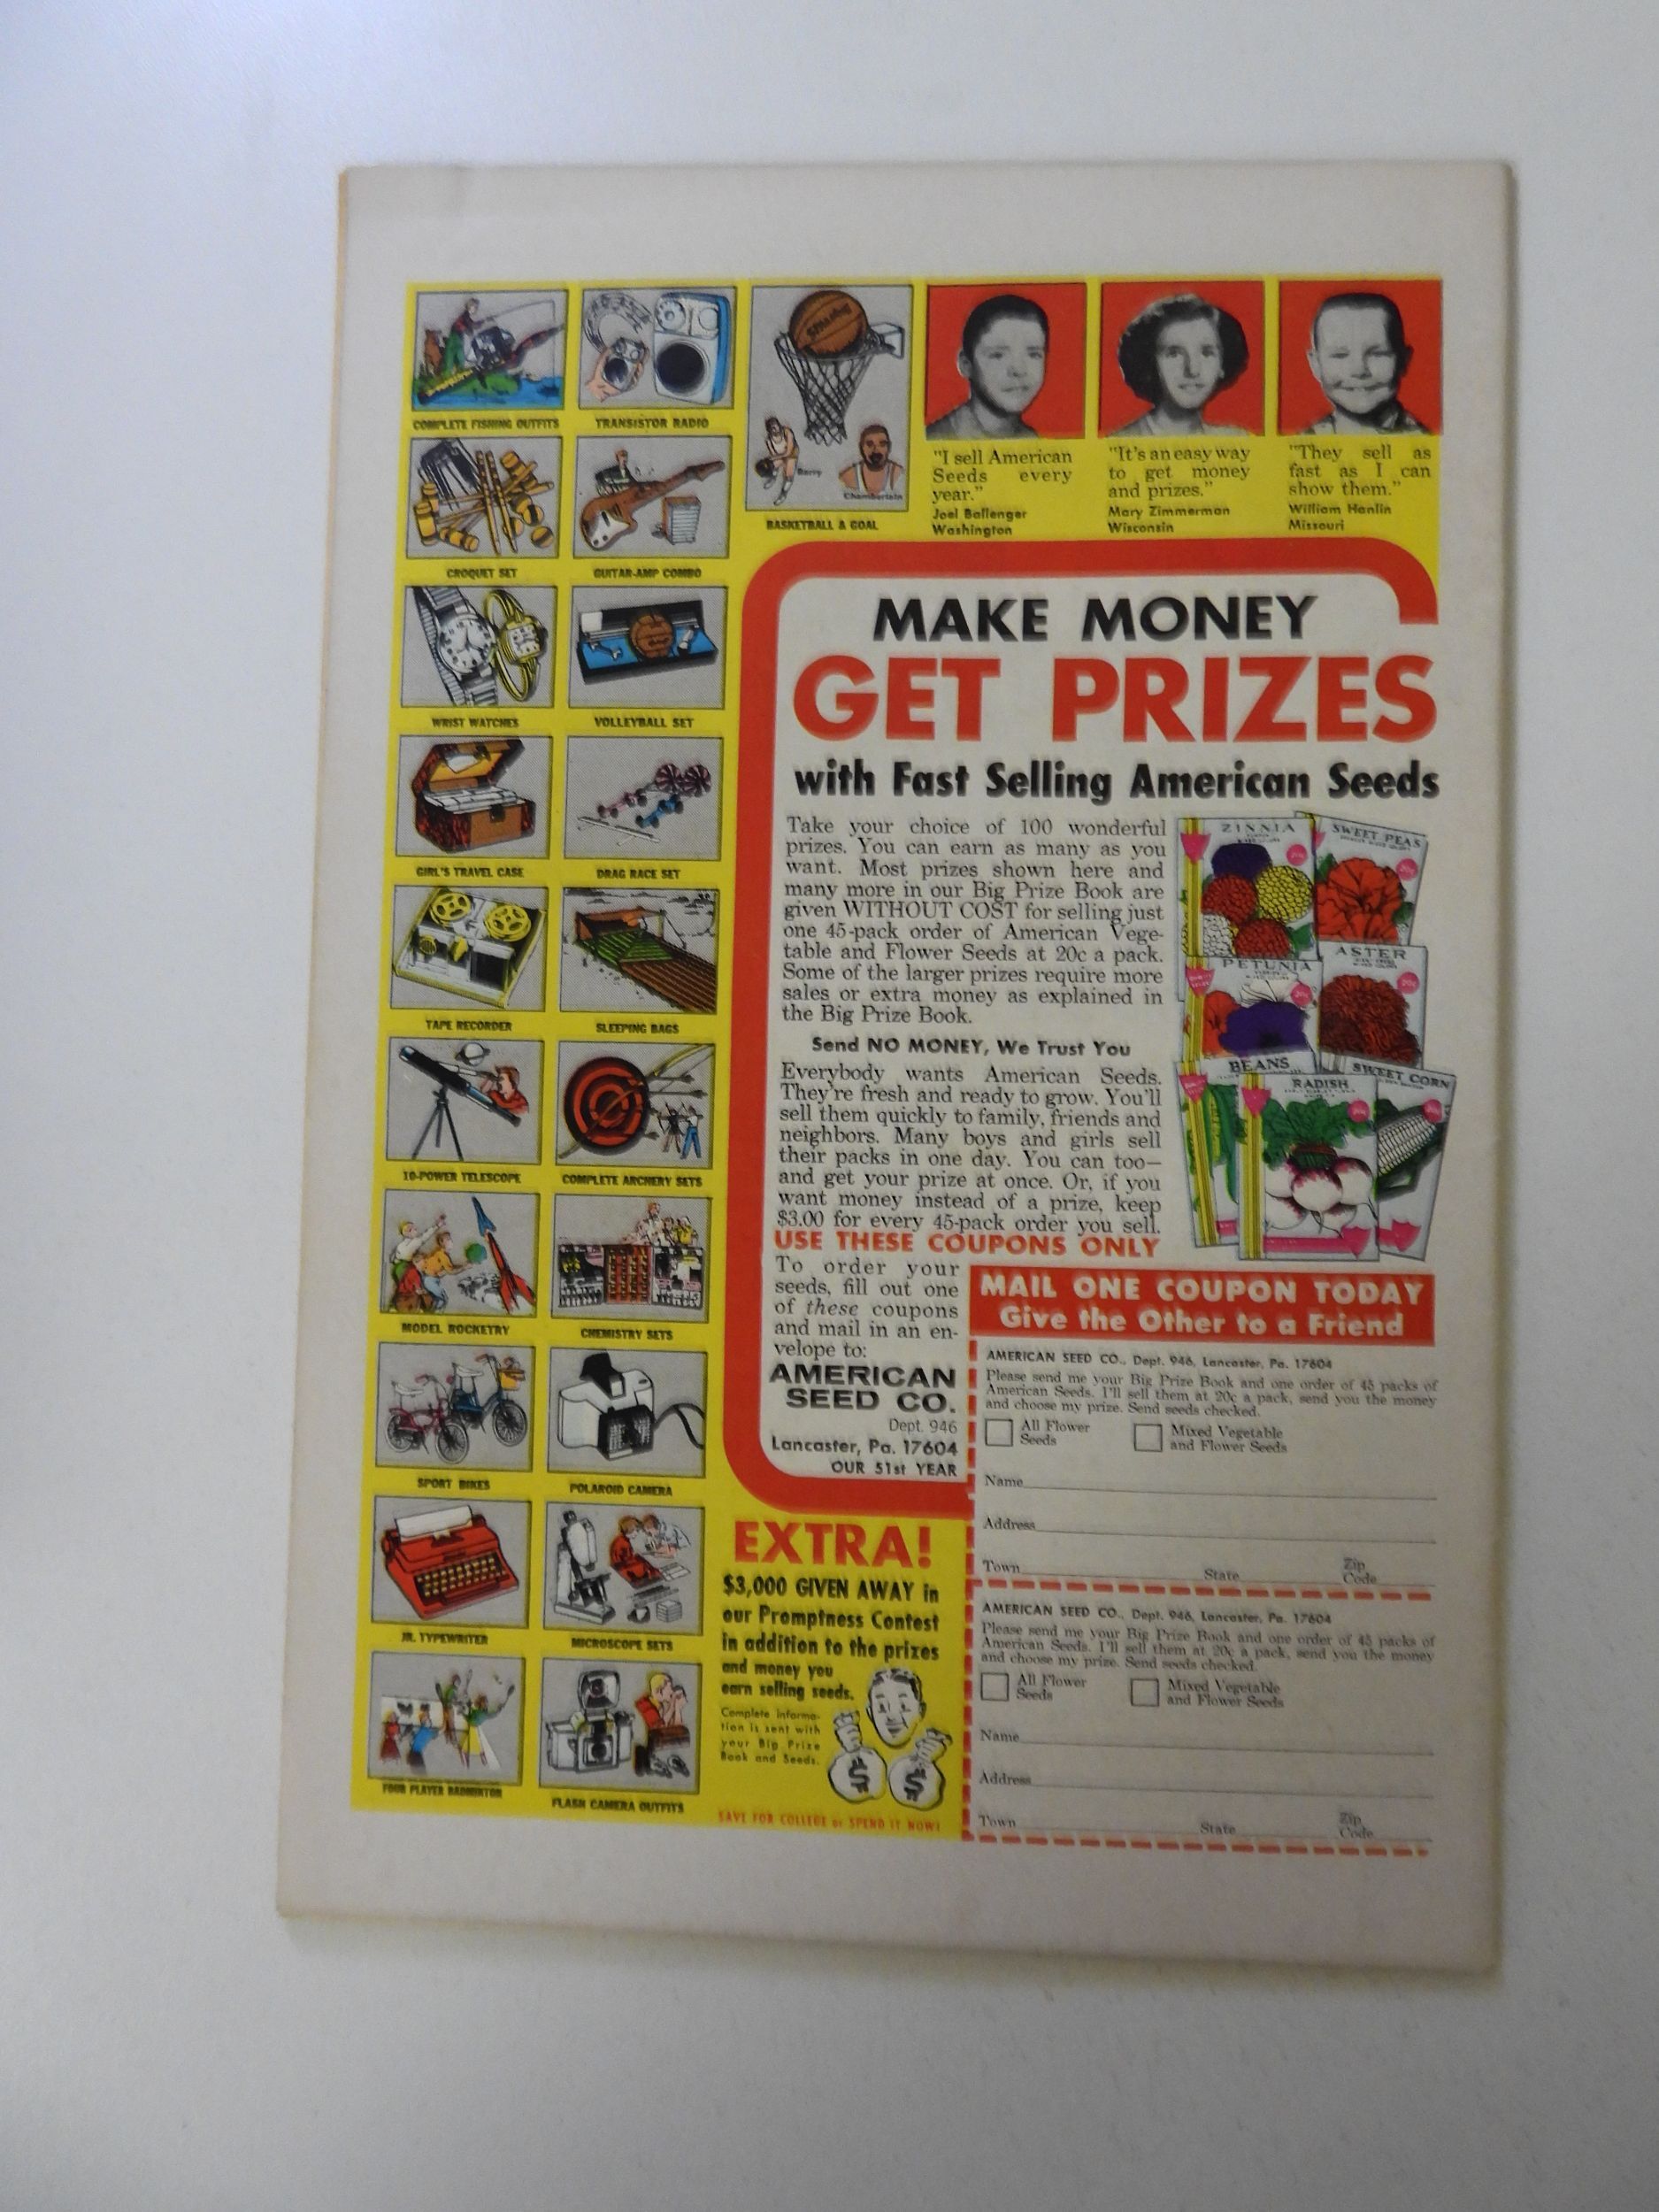 COMPLETE FISHING OUTFITS
TRANSISTOR RADIO
Barry
Chamberlain
BASKETBALL & GOAL
CROQUET SET
GUITAR-AMP COMBO
WRIST WATCHES
VOLLEYBALL SET
GIRL'S TRAVEL CASE
DRAG RACE SET
TAPE RECORDER
SLEEPING BAGS
10-POWER TELESCOPE
COMPLETE ARCHERY SETS
MODEL ROCKETRY
CHEMISTRY SETS
SPORT BIKES
POLAROID CAMERA
JR. TYPEWRITER
MICROSCOPE SETS
FOUR PLAYER BADMINTON
FLASH CAMERA OUTFITS
"I sell American
Seeds every
year."
Joel Ballenger
Washington
"It's an easy way
to get money
and prizes."
Mary Zimmerman
Wisconsin
"They sell as
fast as I can
show them."
William Hanlin
Missouri
MAKE MONEY
GET PRIZES
with Fast Selling American Seeds
Take your choice of 100 wonderful
prizes. You can earn as many as you
want. Most prizes shown here and
many more in our Big Prize Book are
given WITHOUT COST for selling just
one 45-pack order of American Vege-
table and Flower Seeds at 20c a pack.
Some of the larger prizes require more
sales or extra money as explained in
the Big Prize Book.
Send NO MONEY, We Trust You
Everybody wants American Seeds.
They're fresh and ready to grow. You'll
sell them quickly to family, friends and
neighbors. Many boys and girls sell
their packs in one day. You can too—
and get your prize at once. Or, if you
want money instead of a prize, keep
$3.00 for every 45-pack order you sell.
USE THESE COUPONS ONLY
ZINNIA
SWEET PEAS
PETUNIA
ASTER
BEANS
RADISH
SWEET CORN
To order your
seeds, fill out one
of these coupons
and mail in an en-
velope to:
AMERICAN
SEED CO.
Dept. 946
Lancaster, Pa. 17604
OUR 51st YEAR
EXTRA!
$3,000 GIVEN AWAY in
our Promptness Contest
in addition to the prizes
and money you
earn selling seeds.
Complete informa-
tion is sent with
your Big Prize
Book and Seeds.
$ $
SAVE FOR COLLEGE or SPEND IT NOW!
MAIL ONE COUPON TODAY
Give the Other to a Friend
AMERICAN SEED CO., Dept. 946, Lancaster, Pa. 17604
Please send me your Big Prize Book and one order of 45 packs of
American Seeds. I'll sell them at 20c a pack, send you the money
and choose my prize. Send seeds checked.
All Flower Seeds
Mixed Vegetable and Flower Seeds
Name
Address
Town State Zip Code
AMERICAN SEED CO., Dept. 946, Lancaster, Pa. 17604
Please send me your Big Prize Book and one order of 45 packs of
American Seeds. I'll sell them at 20c a pack, send you the money
and choose my prize. Send seeds checked.
All Flower Seeds
Mixed Vegetable and Flower Seeds
Name
Address
Town State Zip Code